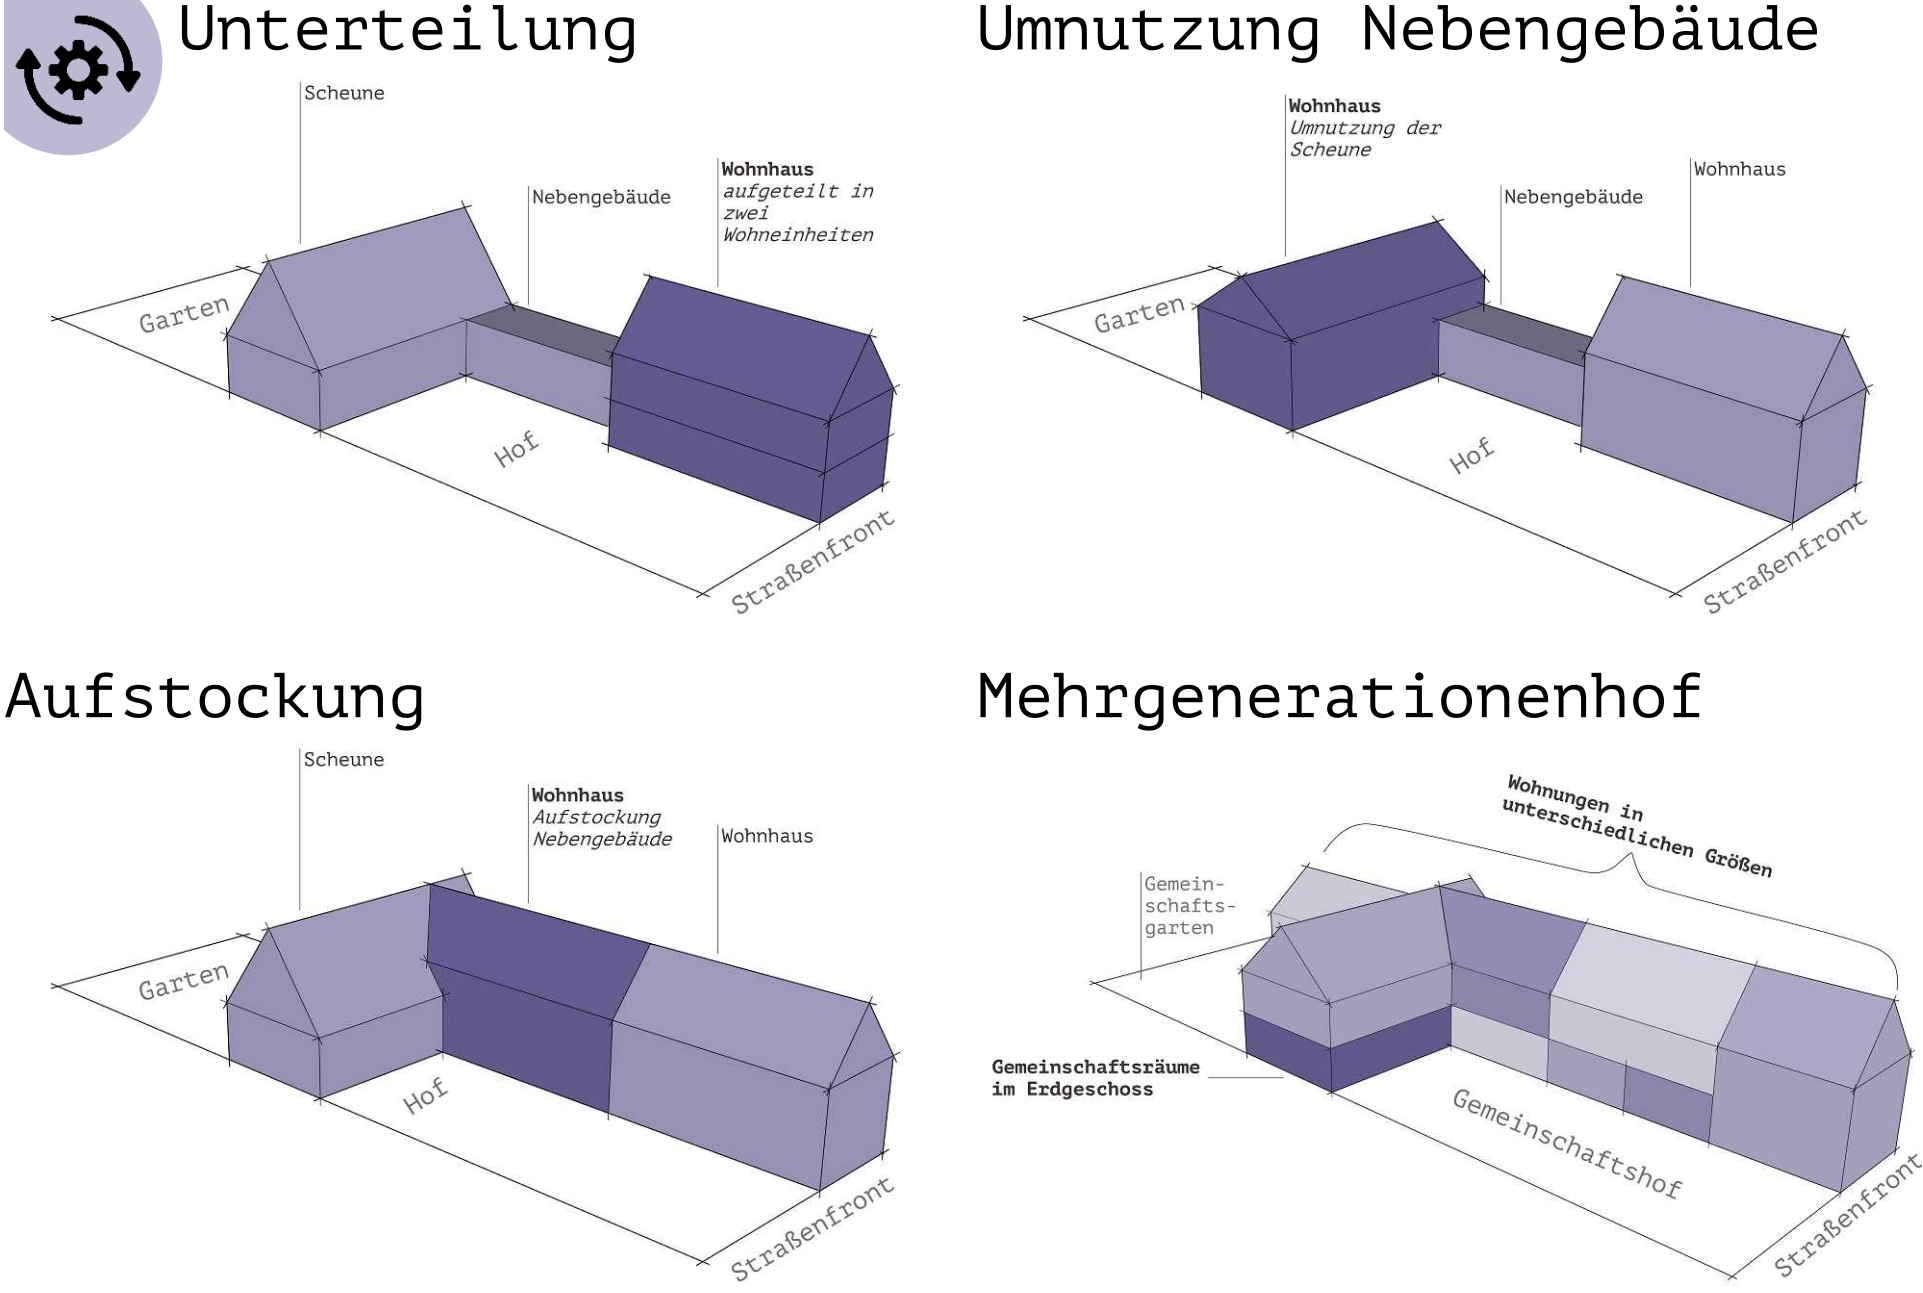 Unterteilung
Scheune
Nebengebäude
Wohnhaus
aufgeteilt in
zwei
Wohneinheiten
Garten
Hof
Straßenfront
Umnutzung Nebengebäude
Wohnhaus
Umnutzung der
Scheune
Nebengebäude
Wohnhaus
Garten
Hof
Straßenfront
Aufstockung
Scheune
Wohnhaus
Aufstockung
Nebengebäude
Wohnhaus
Garten
Hof
Straßenfront
Mehrgenerationenhof
Wohnungen in
unterschiedlichen Größen
Gemein-
schafts-
garten
Gemeinschaftsräume
im Erdgeschoss
Gemeinschaftshof
Straßenfront